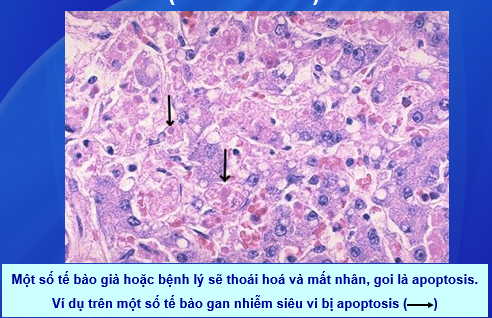 Một số tế bào già hoặc bệnh lý sẽ thoái hoá và mất nhân, goi là apoptosis.
Ví dụ trên một số tế bào gan nhiễm siêu vi bị apoptosis (⟶)